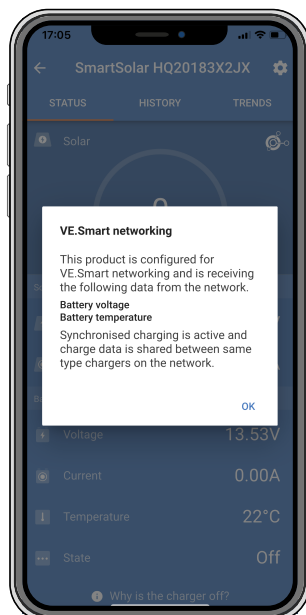 17:05
SmartSolar HQ20183X2JX
STATUS HISTORY TRENDS
Solar
VE.Smart networking
This product is configured for
VE.Smart networking and is receiving
the following data from the network.
Battery voltage
Battery temperature
Synchronised charging is active and
charge data is shared between same
type chargers on the network.
OK
Voltage 13.53V
Current 0.00A
Temperature 22°C
State Off
Why is the charger off?